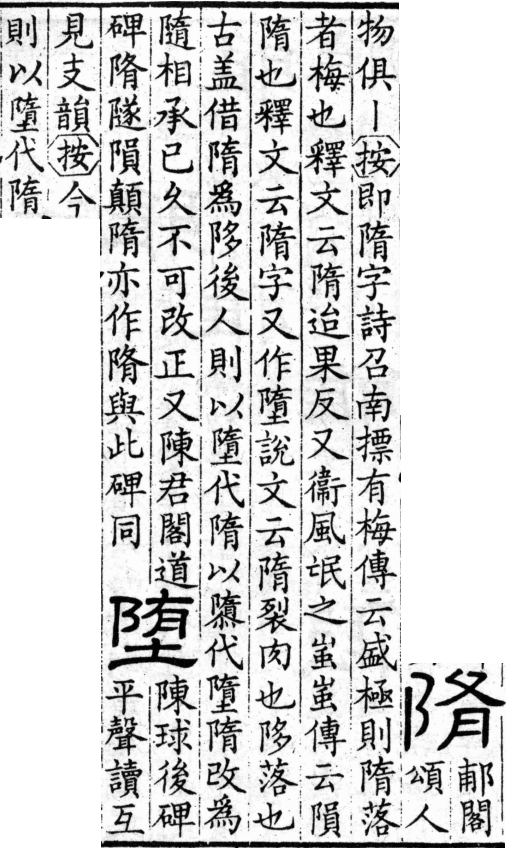 隋
郙閣
頌人
物俱丨按即隋字詩召南摽有梅傳云盛極則隋落
者梅也釋文云隋迨果反又衞風氓之蚩蚩傳云隕
隋也釋文云隋字又作墮說文云隋裂肉也陊落也
古盖借隋爲陊後人則以墮代隋以隳代墮隋改爲
隨相承已久不可改正又陳君閣道
碑隋隊隕顛隋亦作隋與此碑同
堕
陳球後碑
平聲讀互
見支韻按今
則以墮代隋